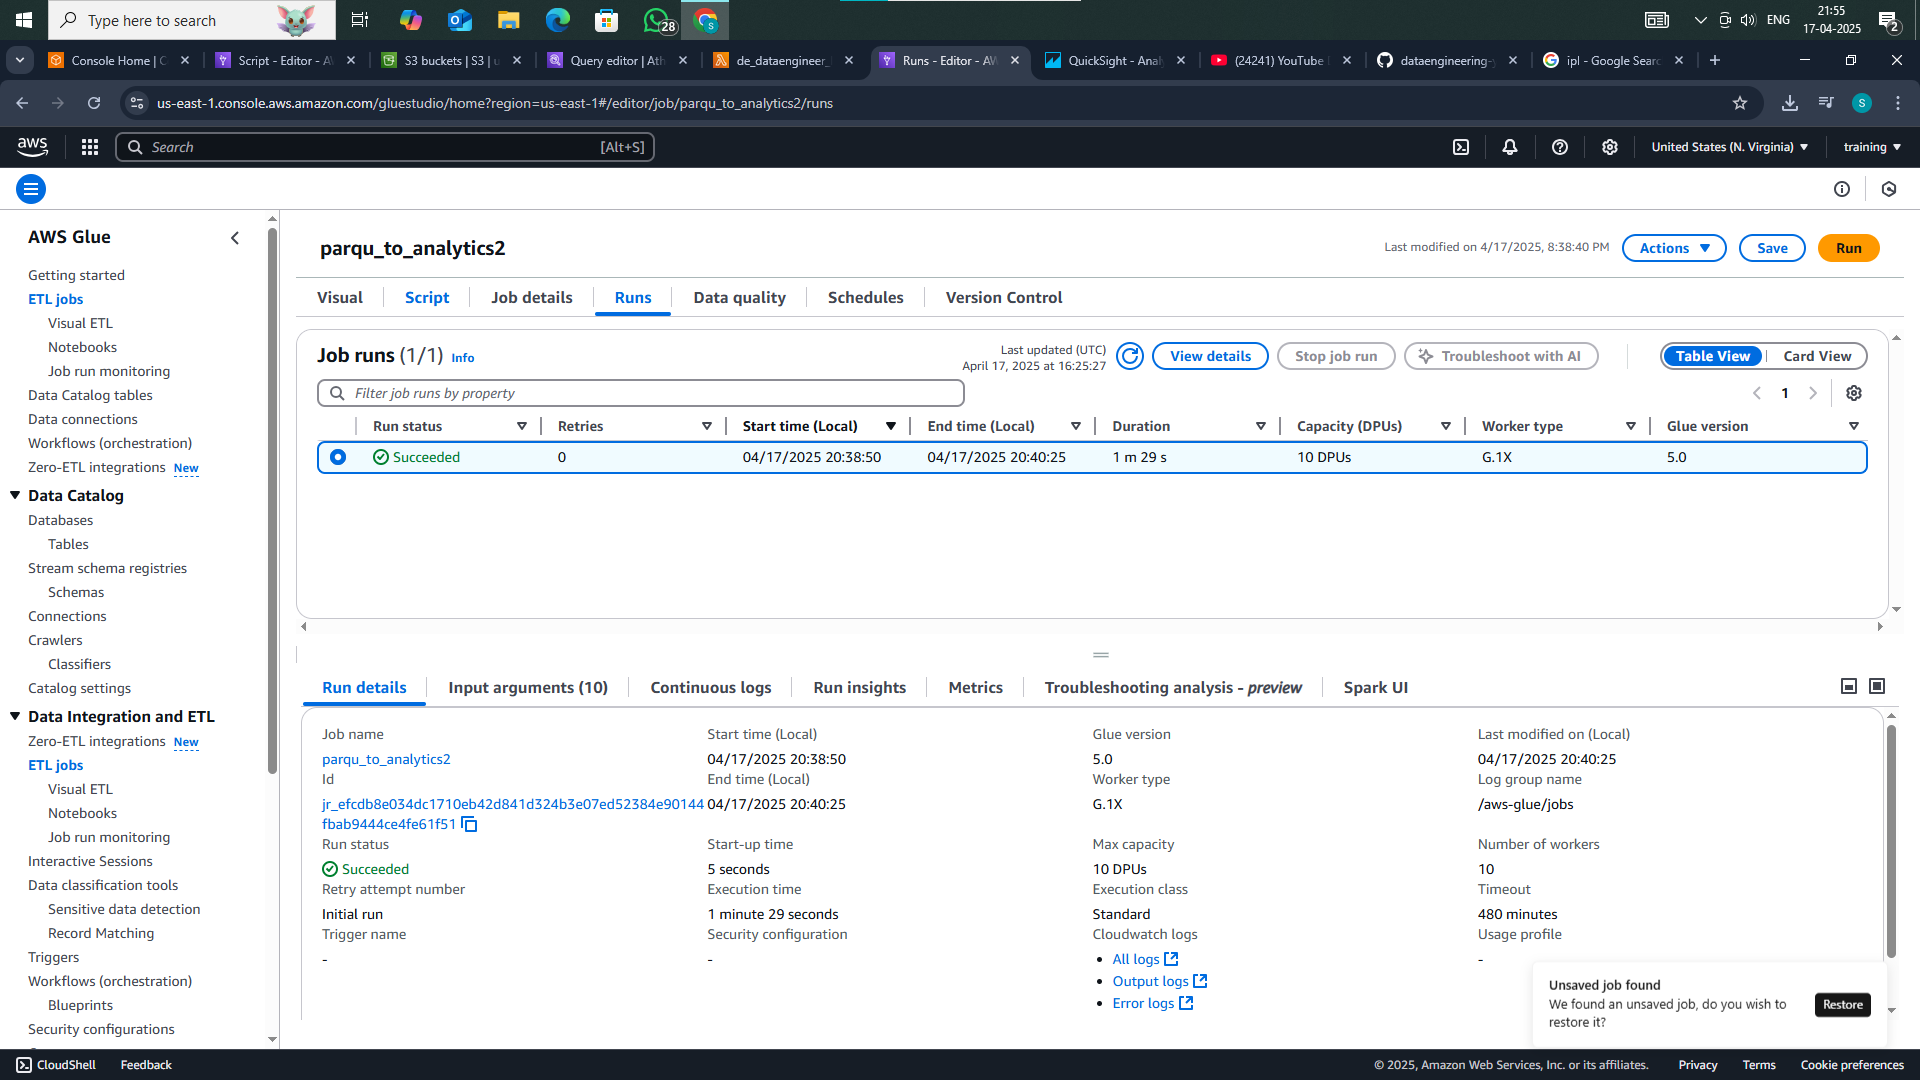 Type here to search
28
ENG
21:55
17-04-2025
2
Console Home | C
Script - Editor - A
S3 buckets | S3 | u
Query editor | Ath
de_dataengineer_
Runs - Editor - AW
QuickSight - Anal
(24241) YouTube
dataengineering-
ipl - Google Searc
us-east-1.console.aws.amazon.com/gluestudio/home?region=us-east-1#/editor/job/parqu_to_analytics2/runs
S
aws
Search
[Alt+S]
United States (N. Virginia)
training
AWS Glue
Getting started
ETL jobs
Visual ETL
Notebooks
Job run monitoring
Data Catalog tables
Data connections
Workflows (orchestration)
Zero-ETL integrations New
Data Catalog
Databases
Tables
Stream schema registries
Schemas
Connections
Crawlers
Classifiers
Catalog settings
Data Integration and ETL
Zero-ETL integrations New
ETL jobs
Visual ETL
Notebooks
Job run monitoring
Interactive Sessions
Data classification tools
Sensitive data detection
Record Matching
Triggers
Workflows (orchestration)
Blueprints
Security configurations
parqu_to_analytics2
Last modified on 4/17/2025, 8:38:40 PM
Actions
Save
Run
Visual
Script
Job details
Runs
Data quality
Schedules
Version Control
Job runs (1/1) Info
Last updated (UTC)
April 17, 2025 at 16:25:27
View details
Stop job run
Troubleshoot with AI
Table View
Card View
Filter job runs by property
1
Run status Retries Start time (Local) End time (Local) Duration Capacity (DPUs) Worker type Glue version
Succeeded 0 04/17/2025 20:38:50 04/17/2025 20:40:25 1 m 29 s 10 DPUs G.1X 5.0
Run details
Input arguments (10)
Continuous logs
Run insights
Metrics
Troubleshooting analysis - preview
Spark UI
Job name
parqu_to_analytics2
Id
jr_efcdb8e034dc1710eb42d841d324b3e07ed52384e90144
fbab9444ce4fe61f51
Run status
Succeeded
Retry attempt number
Initial run
Trigger name
-
Start time (Local)
04/17/2025 20:38:50
End time (Local)
04/17/2025 20:40:25
Start-up time
5 seconds
Execution time
1 minute 29 seconds
Security configuration
-
Glue version
5.0
Worker type
G.1X
Max capacity
10 DPUs
Execution class
Standard
Cloudwatch logs
All logs
Output logs
Error logs
Last modified on (Local)
04/17/2025 20:40:25
Log group name
/aws-glue/jobs
Number of workers
10
Timeout
480 minutes
Usage profile
-
Unsaved job found
We found an unsaved job, do you wish to
restore it?
Restore
CloudShell
Feedback
© 2025, Amazon Web Services, Inc. or its affiliates.
Privacy
Terms
Cookie preferences